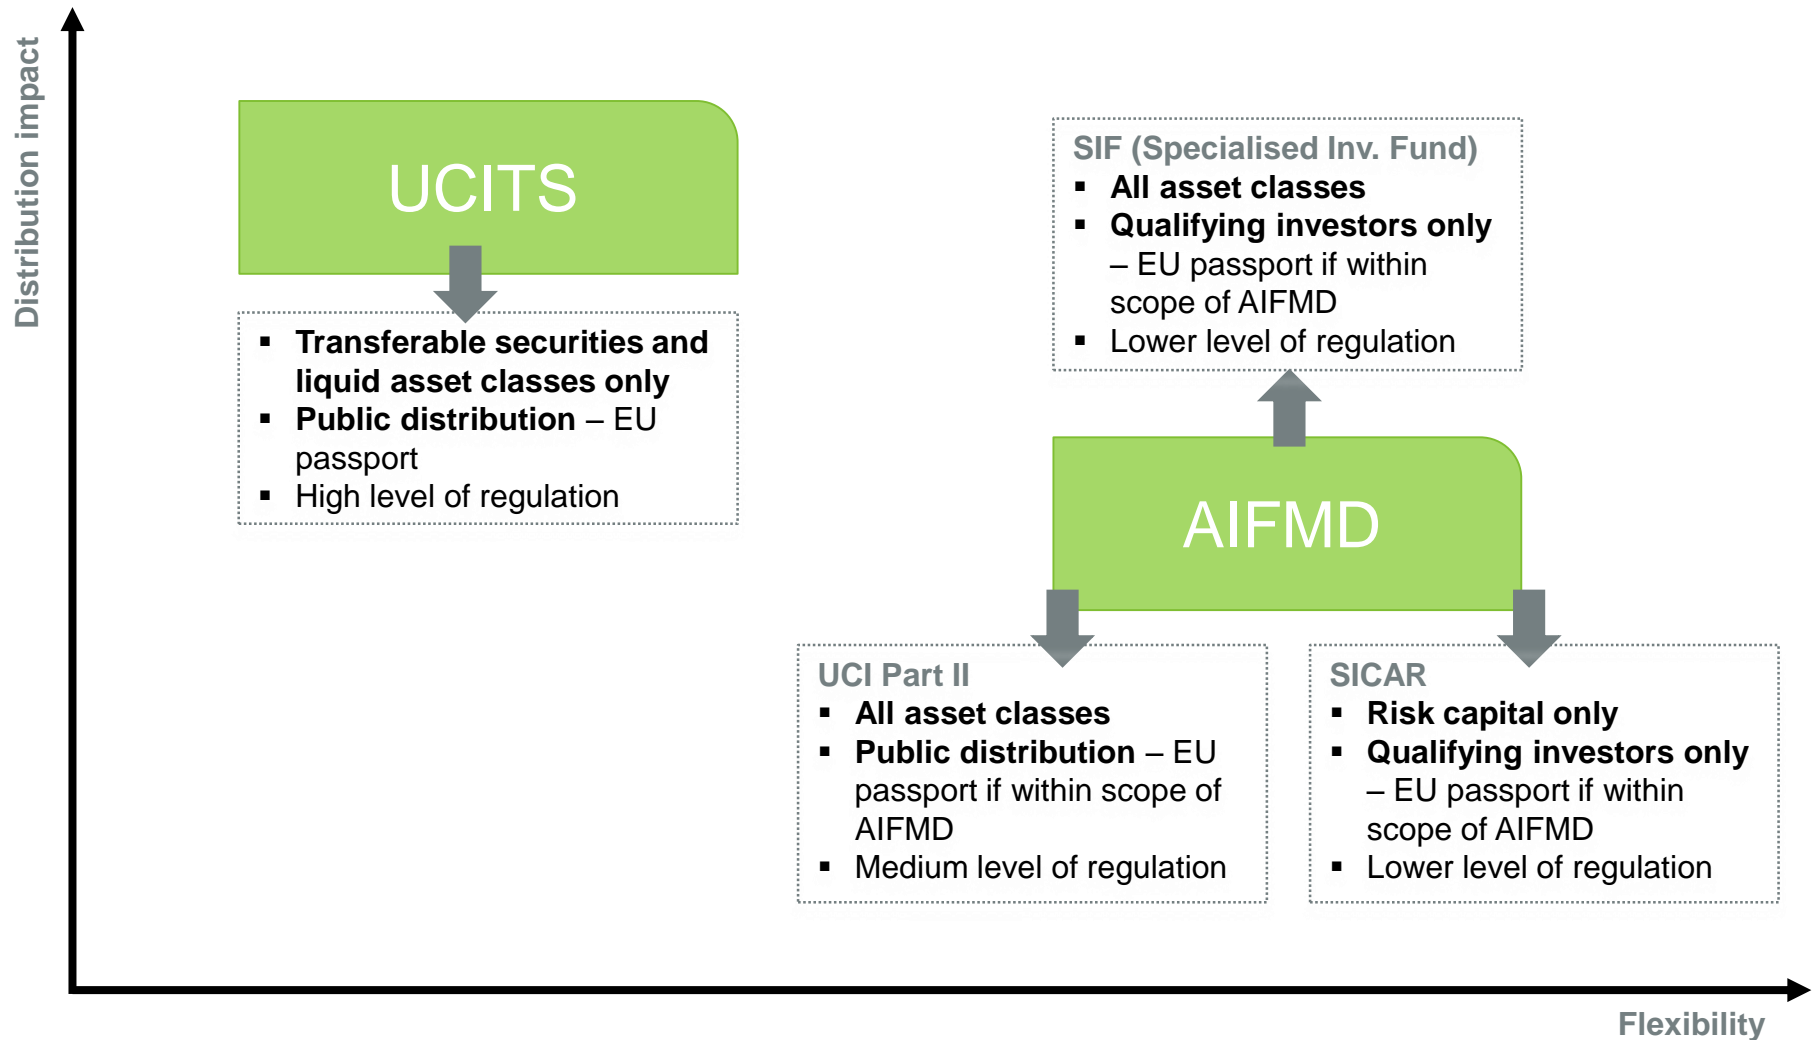 Distribution impact
UCITS
▪ Transferable securities and
liquid asset classes only
▪ Public distribution – EU
passport
▪ High level of regulation
SIF (Specialised Inv. Fund)
▪ All asset classes
▪ Qualifying investors only
– EU passport if within
scope of AIFMD
▪ Lower level of regulation
AIFMD
UCI Part II
▪ All asset classes
▪ Public distribution – EU
passport if within scope of
AIFMD
▪ Medium level of regulation
SICAR
▪ Risk capital only
▪ Qualifying investors only
– EU passport if within
scope of AIFMD
▪ Lower level of regulation
Flexibility